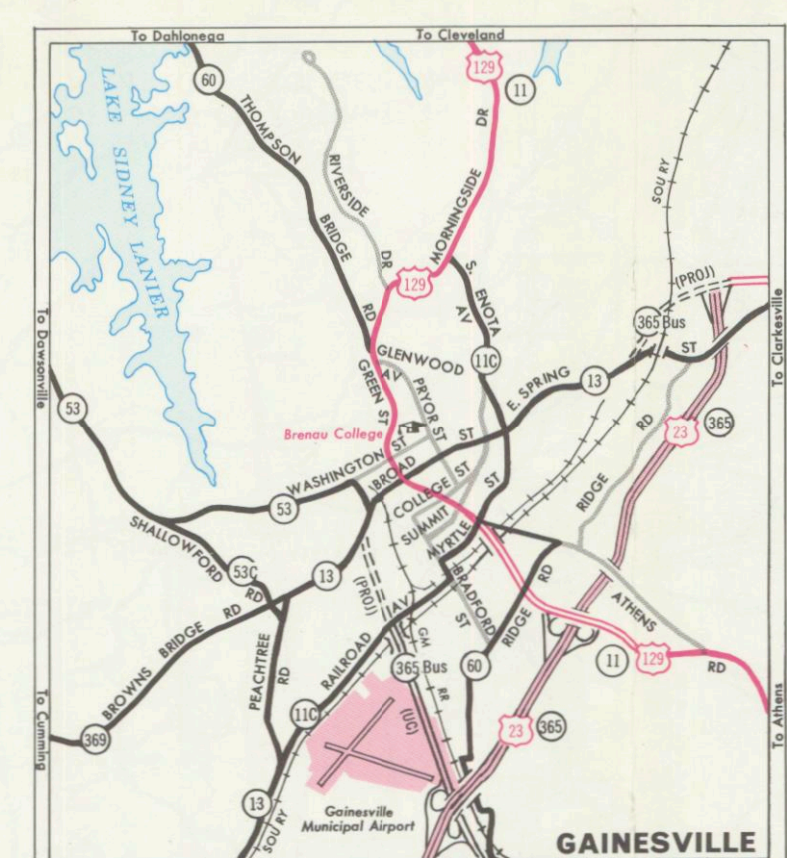 To Dahlonega
To Cleveland
129
11
60
LAKE SIDNEY LANIER
THOMPSON BRIDGE RD
RIVERSIDE DR
MORNINGSIDE DR
SOU RY
129
S. ENOTA AV
(PROJ)
365 Bus
To Dawsonville
To Clarkesville
GLENWOOD AV
11C
ST
E. SPRING ST
13
GREEN ST
PRYOR ST
53
23
365
Brenau College
WASHINGTON ST
BROAD
COLLEGE ST
RIDGE RD
53
SUMMIT
MYRTLE ST
SHALLOWFORD RD
53C
13
(PROJ)
BRADFORD ST
RIDGE RD
ATHENS RD
BROWNS BRIDGE RD
PEACHTREE RD
RAILROAD AV
GM RR
365 Bus
60
11
129
To Cumming
To Athens
369
11C
(UC)
23
365
13
SOU RY
Gainesville
Municipal Airport
GAINESVILLE